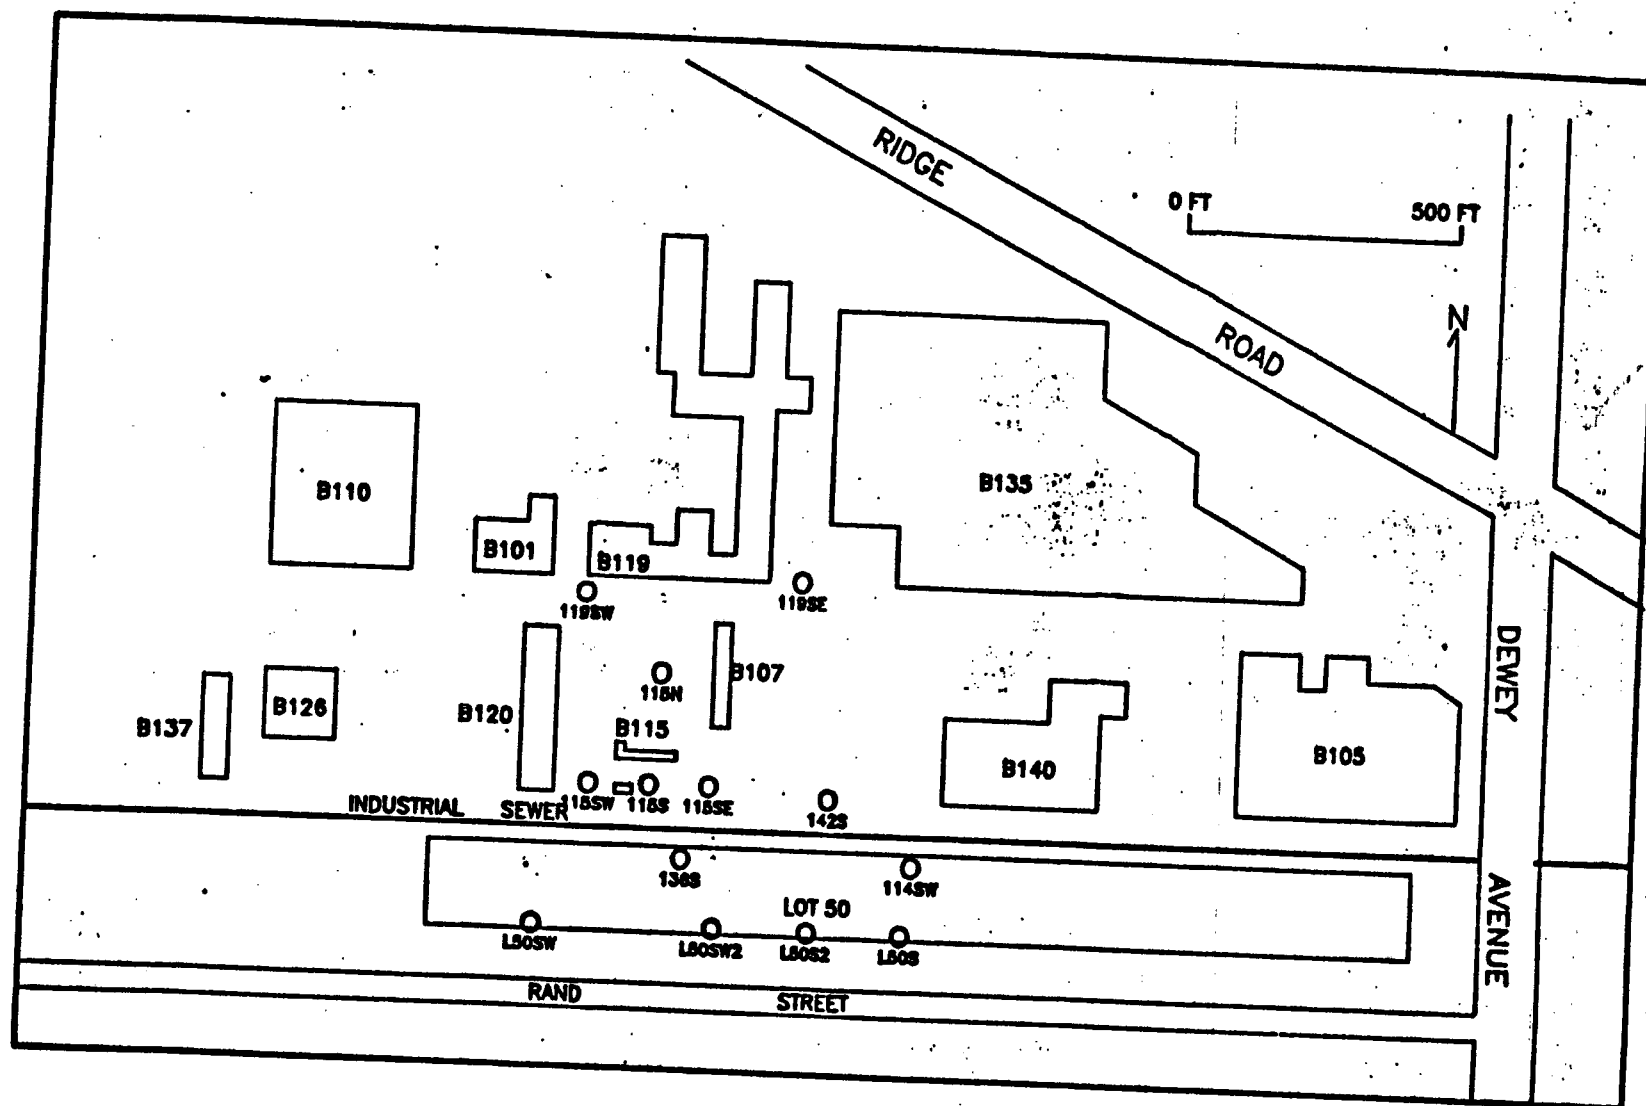 RIDGE
0 FT 500 FT
N
ROAD
B135
B110
B101
B119
119SW
119SE
DEWEY
B107
115N
B126
B120
B137
B115
B140
B105
INDUSTRIAL SEWER
115SW 115S 115SE
142S
136S
114SW
LOT 50
L50SW
L50SW2
L50S2
L50S
AVENUE
RAND STREET